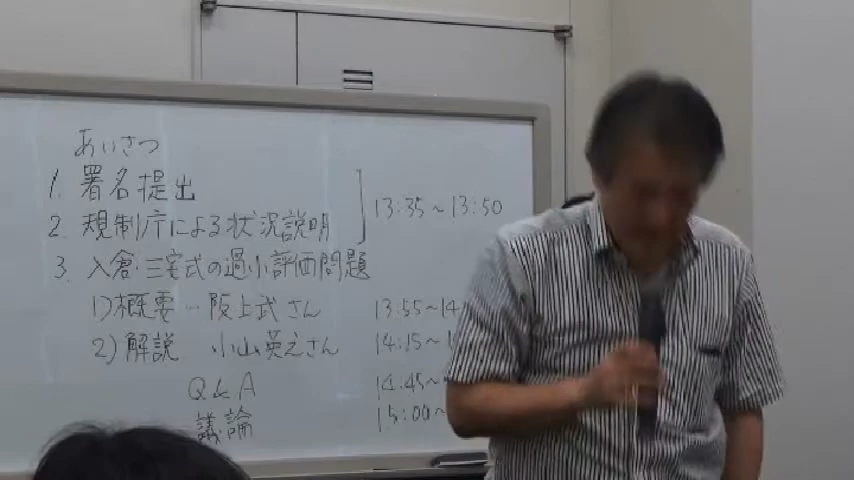 あいさつ
1. 署名提出
2. 規制庁による状況説明
13:35~13:50
3. 入倉・三宅式の過小評価問題
1) 概要 … 阪上武さん 13:55~14
2) 解説 小山英之さん 14:15~
Q&A 14:45~
議論 15:00~